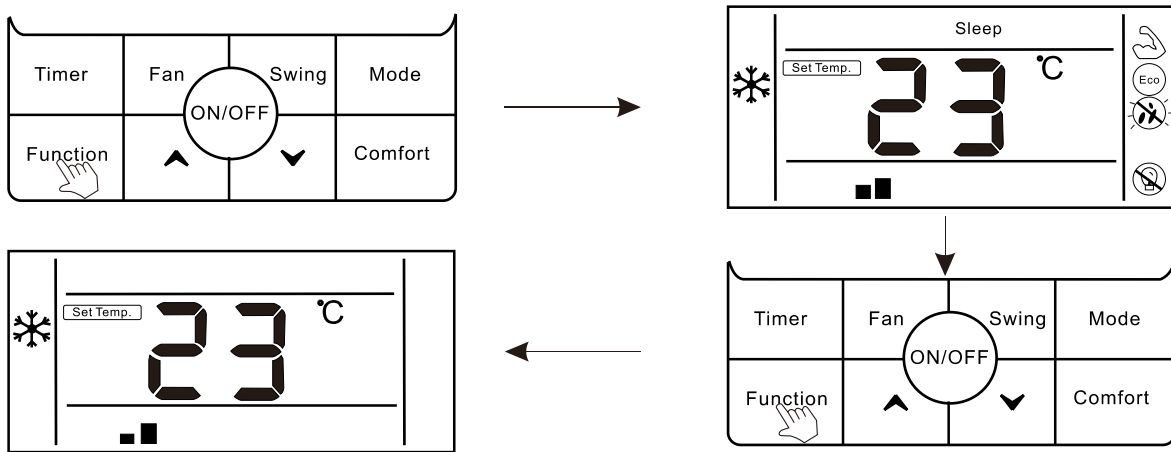 Timer Fan Swing Mode
ON/OFF
Function Comfort
Sleep
Set Temp. 23 °C
Eco
Timer Fan Swing Mode
ON/OFF
Function Comfort
Set Temp. 23 °C